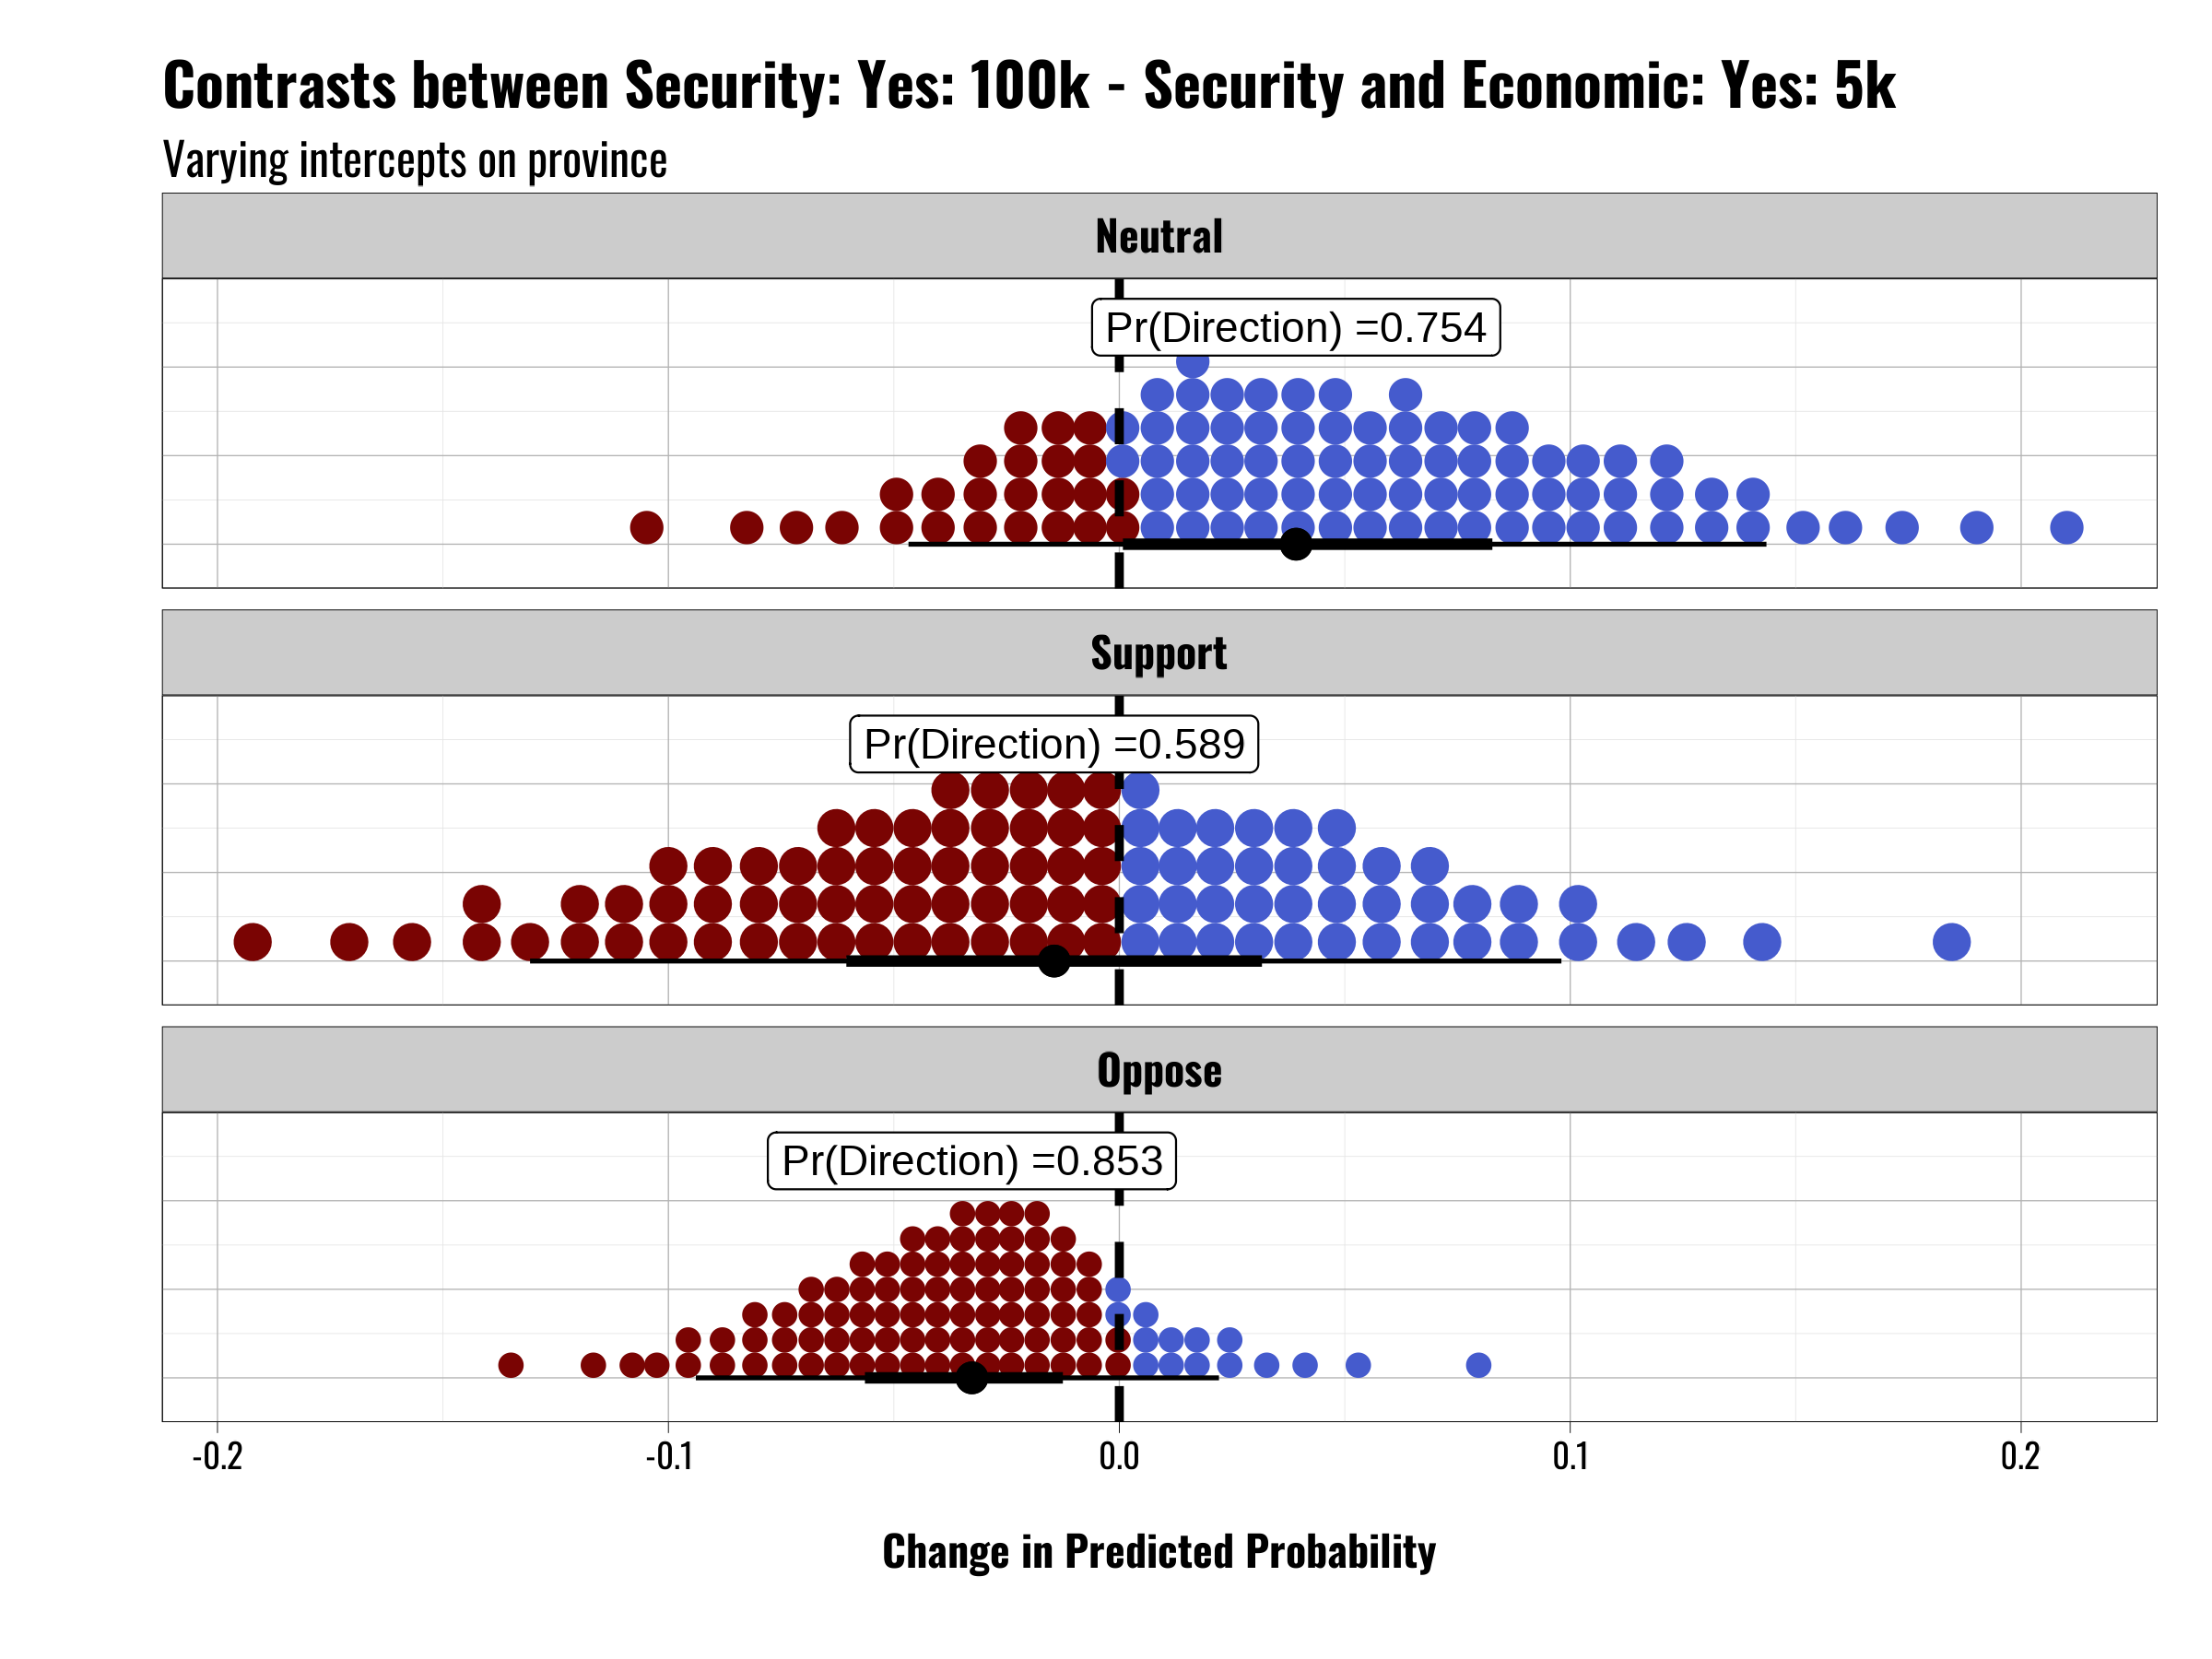 Contrasts between Security: Yes: 100k - Security and Economic: Yes: 5k
Varying intercepts on province
Neutral
Pr(Direction) =0.754
Support
Pr(Direction) =0.589
Oppose
Pr(Direction) =0.853
-0.2 -0.1 0.0 0.1 0.2
Change in Predicted Probability